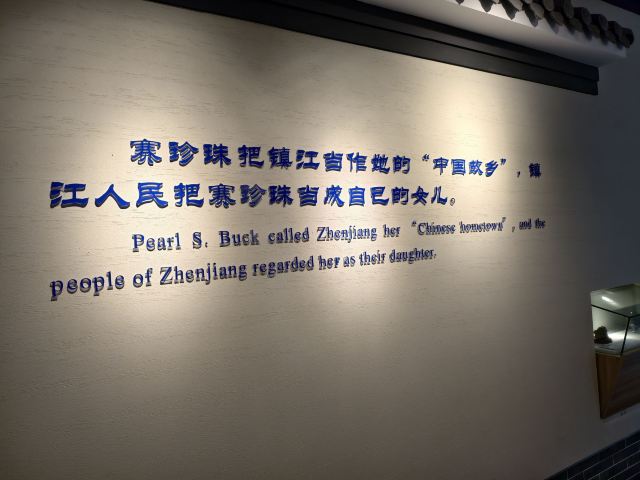 赛珍珠把镇江当作她的“中国故乡”，镇
江人民把赛珍珠当成自己的女儿。
Pearl S. Buck called Zhenjiang her “Chinese hometown”, and the
people of Zhenjiang regarded her as their daughter.